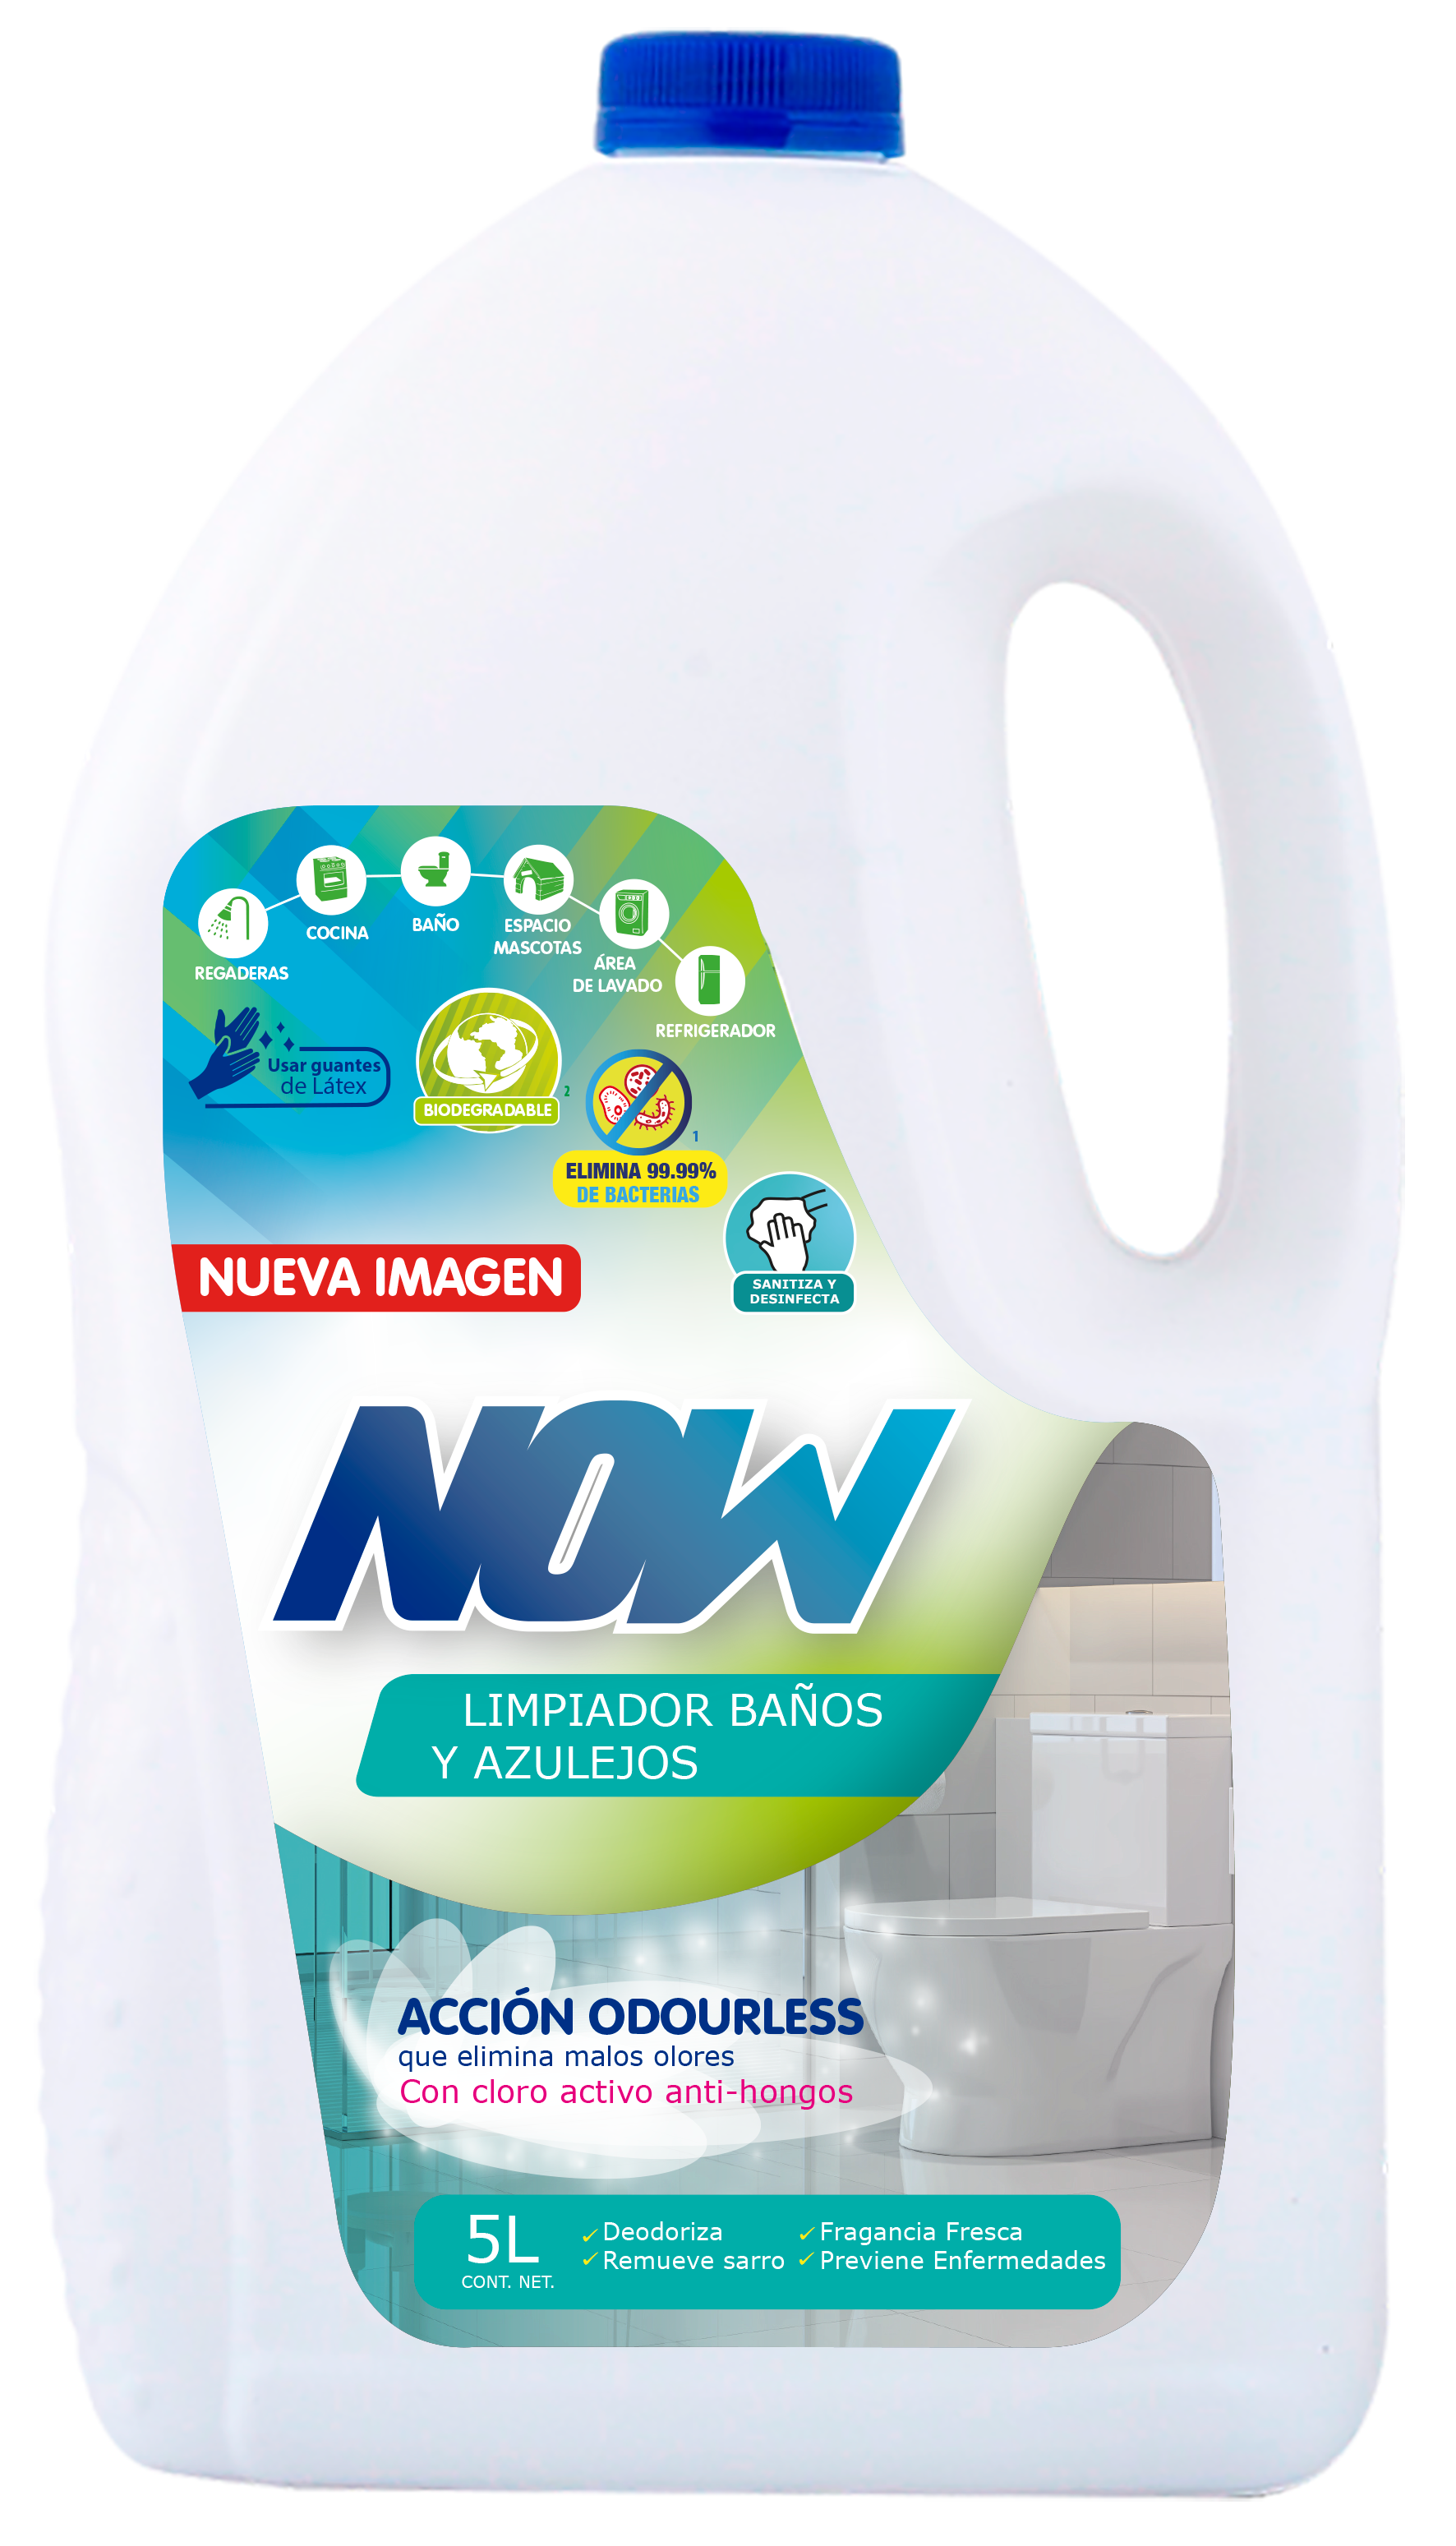 REGADERAS
COCINA
BAÑO
ESPACIO
MASCOTAS
ÁREA
DE LAVADO
REFRIGERADOR
Usar guantes
de Látex
BIODEGRADABLE
2
1
ELIMINA 99.99%
DE BACTERIAS
SANITIZA Y
DESINFECTA
NUEVA IMAGEN
NOW
LIMPIADOR BAÑOS
Y AZULEJOS
ACCIÓN ODOURLESS
que elimina malos olores
Con cloro activo anti-hongos
5L
CONT. NET.
Deodoriza
Remueve sarro
Fragancia Fresca
Previene Enfermedades